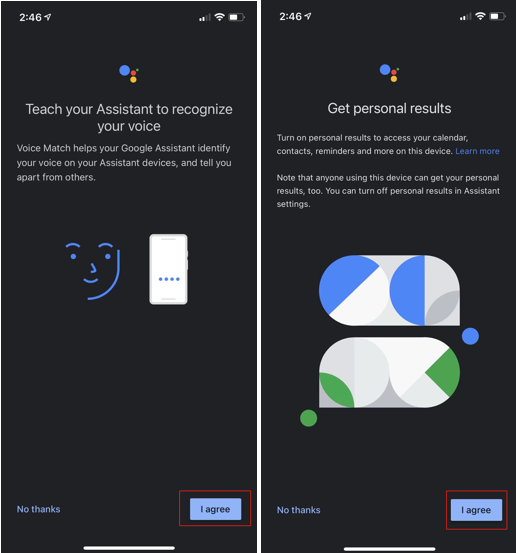 2:46
Teach your Assistant to recognize
your voice
Voice Match helps your Google Assistant identify
your voice on your Assistant devices, and tell you
apart from others.
No thanks
I agree
2:46
Get personal results
Turn on personal results to access your calendar,
contacts, reminders and more on this device. Learn more
Note that anyone using this device can get your personal
results, too. You can turn off personal results in Assistant
settings.
No thanks
I agree